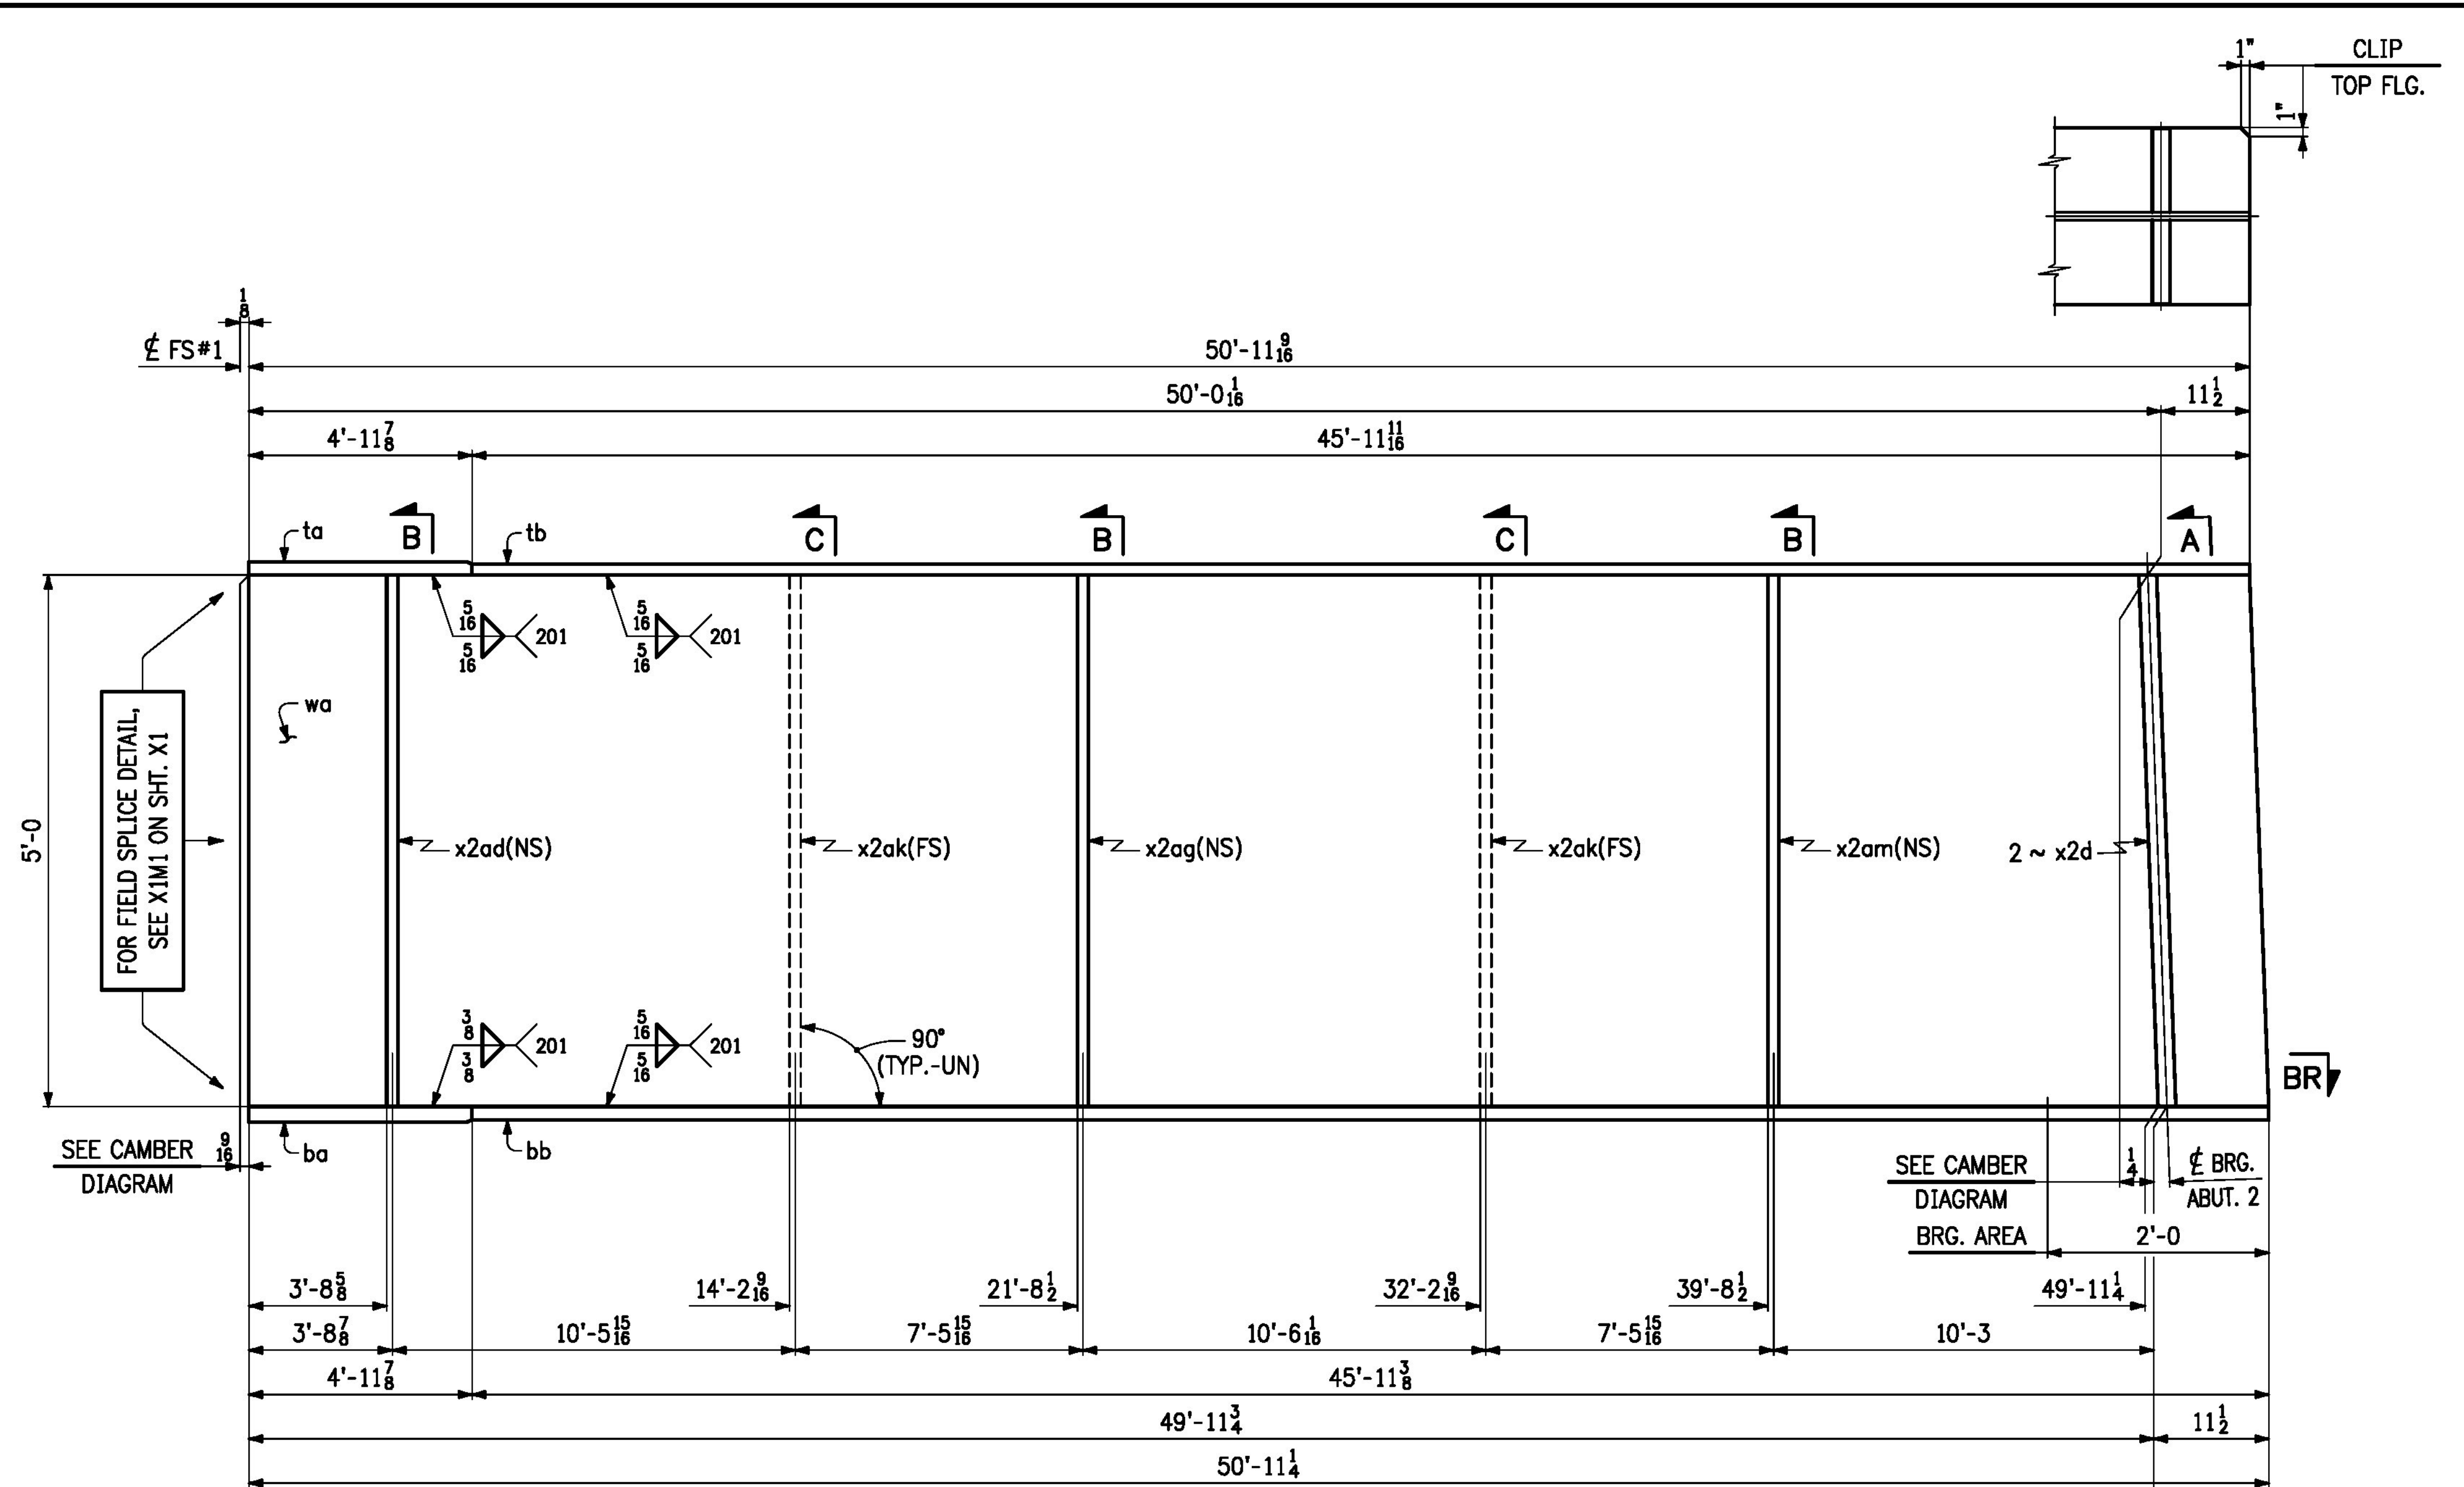 1" CLIP
TOP FLG.
1"
1/8
℄ FS#1
50'-11 9/16
50'-0 1/16 11 1/2
4'-11 7/8 45'-11 11/16
ta B tb C B C B A
5/16 201 5/16 201
5/16 5/16
wa
5'-0
FOR FIELD SPLICE DETAIL,
SEE X1M1 ON SHT. X1
x2ad(NS) x2ak(FS) x2ag(NS) x2ak(FS) x2am(NS) 2 ~ x2d
3/8 201 5/16 201
3/8 5/16
90°
(TYP.-UN)
BR
SEE CAMBER 9/16
DIAGRAM
ba bb
SEE CAMBER 1/4
DIAGRAM
℄ BRG.
ABUT. 2
BRG. AREA 2'-0
3'-8 5/8 14'-2 9/16 21'-8 1/2 32'-2 9/16 39'-8 1/2 49'-11 1/4
3'-8 7/8 10'-5 15/16 7'-5 15/16 10'-6 1/16 7'-5 15/16 10'-3
4'-11 7/8 45'-11 3/8
49'-11 3/4 11 1/2
50'-11 1/4